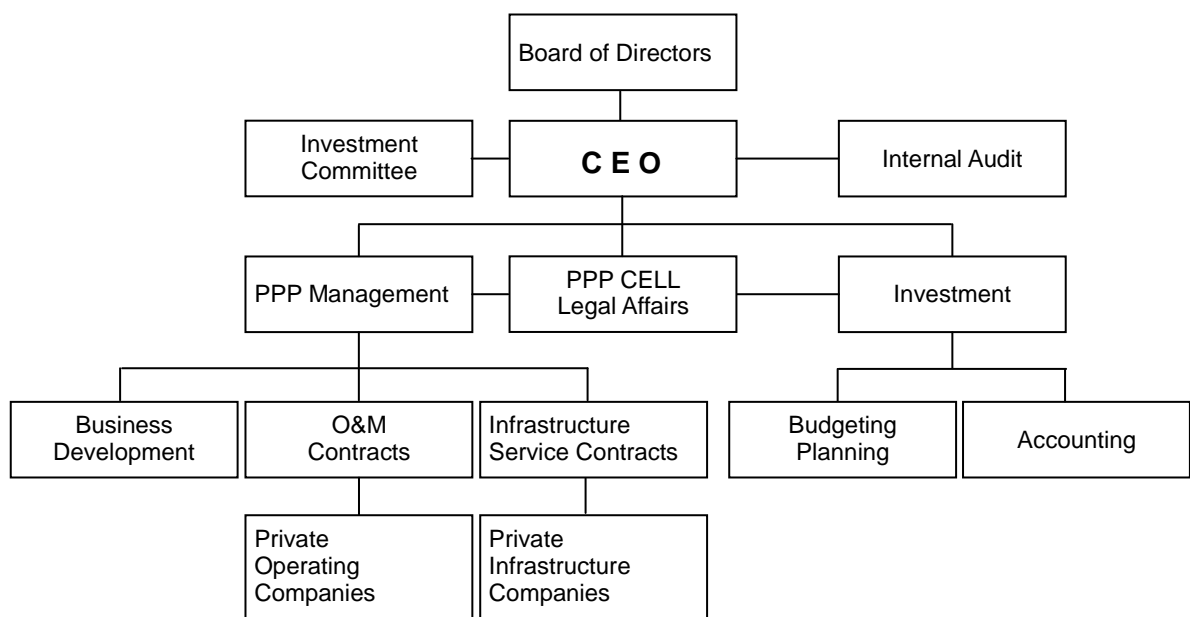 Board of Directors
Investment
Committee
C E O
Internal Audit
PPP Management
PPP CELL
Legal Affairs
Investment
Business
Development
O&M
Contracts
Infrastructure
Service Contracts
Budgeting
Planning
Accounting
Private
Operating
Companies
Private
Infrastructure
Companies